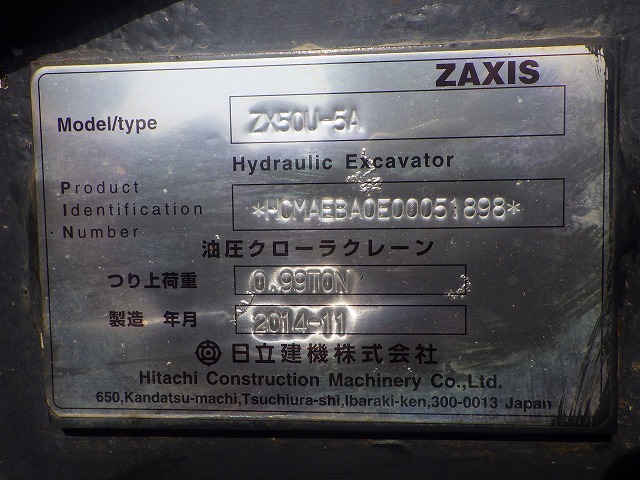 ZAXIS
Model/type ZX50U-5A
Hydraulic Excavator
Product
Identification *HCMAEBA0E00051898*
Number
油圧クローラクレーン
つり上荷重 0.99TON
製造 年月 2014-11
日立建機株式会社
Hitachi Construction Machinery Co.,Ltd.
650,Kandatsu-machi,Tsuchiura-shi,Ibaraki-ken,300-0013 Japan